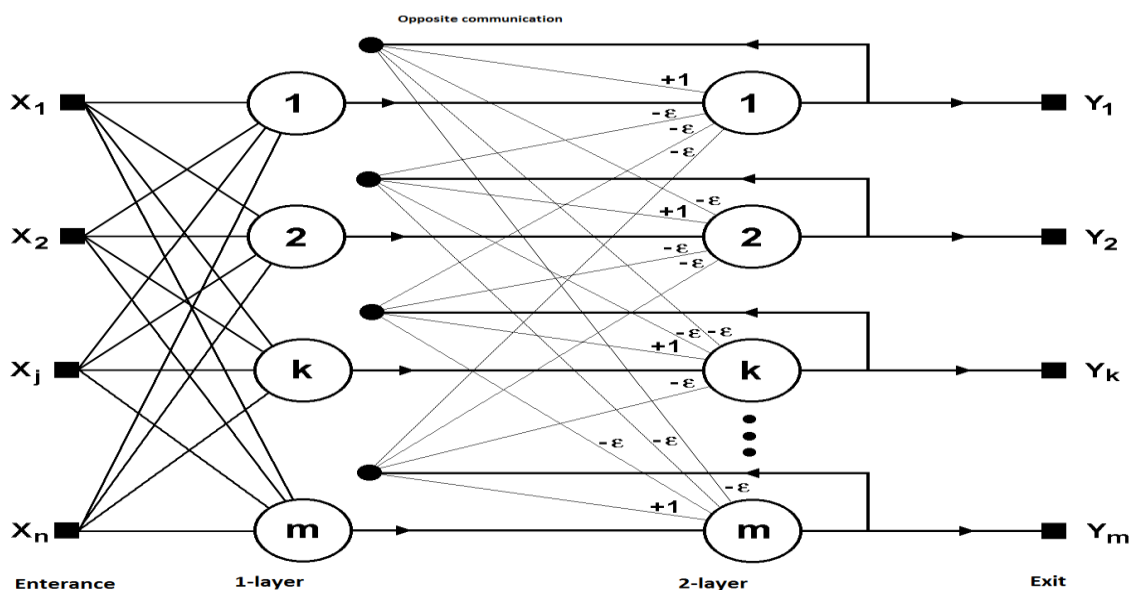 Opposite communication
X1 1 +1 1 Y1
-ε
-ε
-ε
X2 2 +1 -ε 2 Y2
-ε
-ε
Xj k -ε -ε k Yk
+1
-ε
-ε -ε
-ε
Xn m +1 m Ym
Enterance 1-layer 2-layer Exit